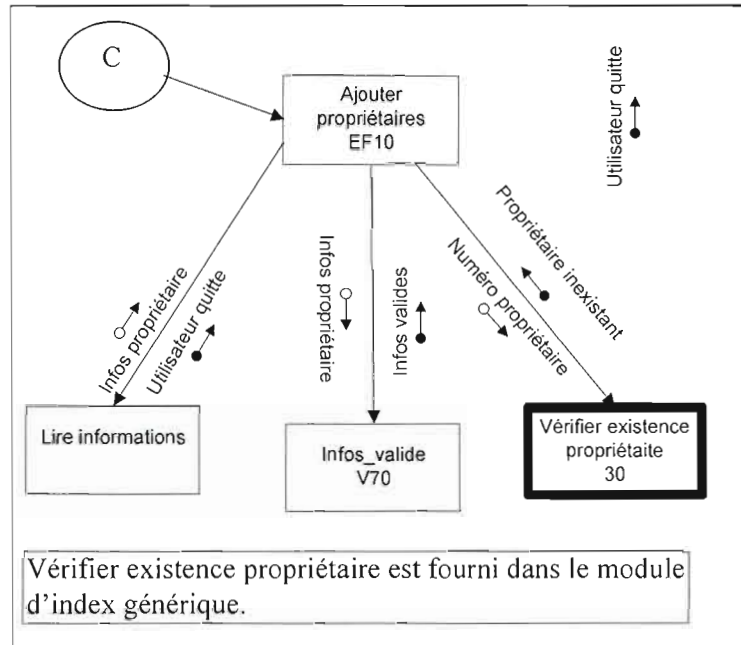 C
Ajouter
propriétaires
EF10
Utilisateur quitte
Infos propriétaire
Utilisateur quitte
Infos propriétaire
Infos valides
Numéro propriétaire
Propriétaire inexistant
Lire informations
Infos_valide
V70
Vérifier existence
propriétaite
30
Vérifier existence propriétaire est fourni dans le module
d'index générique.